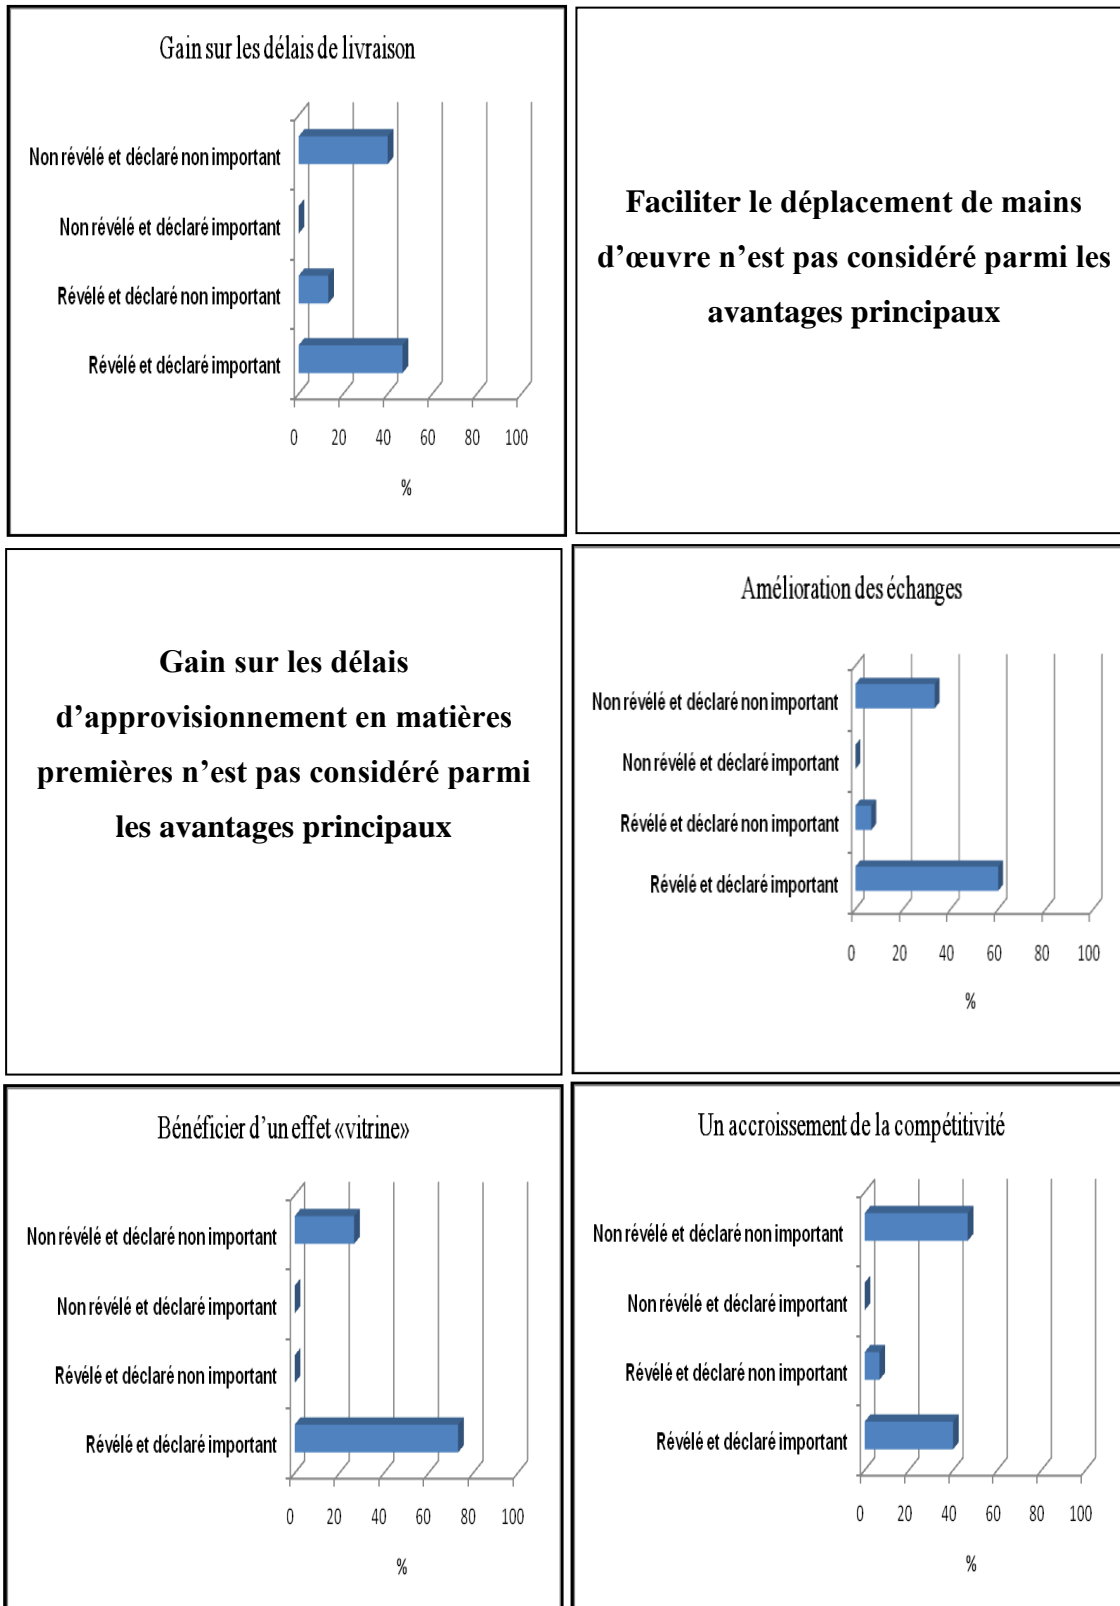 Gain sur les délais de livraison
Non révélé et déclaré non important
Non révélé et déclaré important
Révélé et déclaré non important
Révélé et déclaré important
0 20 40 60 80 100
%
Faciliter le déplacement de mains
d’œuvre n’est pas considéré parmi les
avantages principaux
Gain sur les délais
d’approvisionnement en matières
premières n’est pas considéré parmi
les avantages principaux
Amélioration des échanges
Non révélé et déclaré non important
Non révélé et déclaré important
Révélé et déclaré non important
Révélé et déclaré important
0 20 40 60 80 100
%
Bénéficier d’un effet «vitrine»
Non révélé et déclaré non important
Non révélé et déclaré important
Révélé et déclaré non important
Révélé et déclaré important
0 20 40 60 80 100
%
Un accroissement de la compétitivité
Non révélé et déclaré non important
Non révélé et déclaré important
Révélé et déclaré non important
Révélé et déclaré important
0 20 40 60 80 100
%